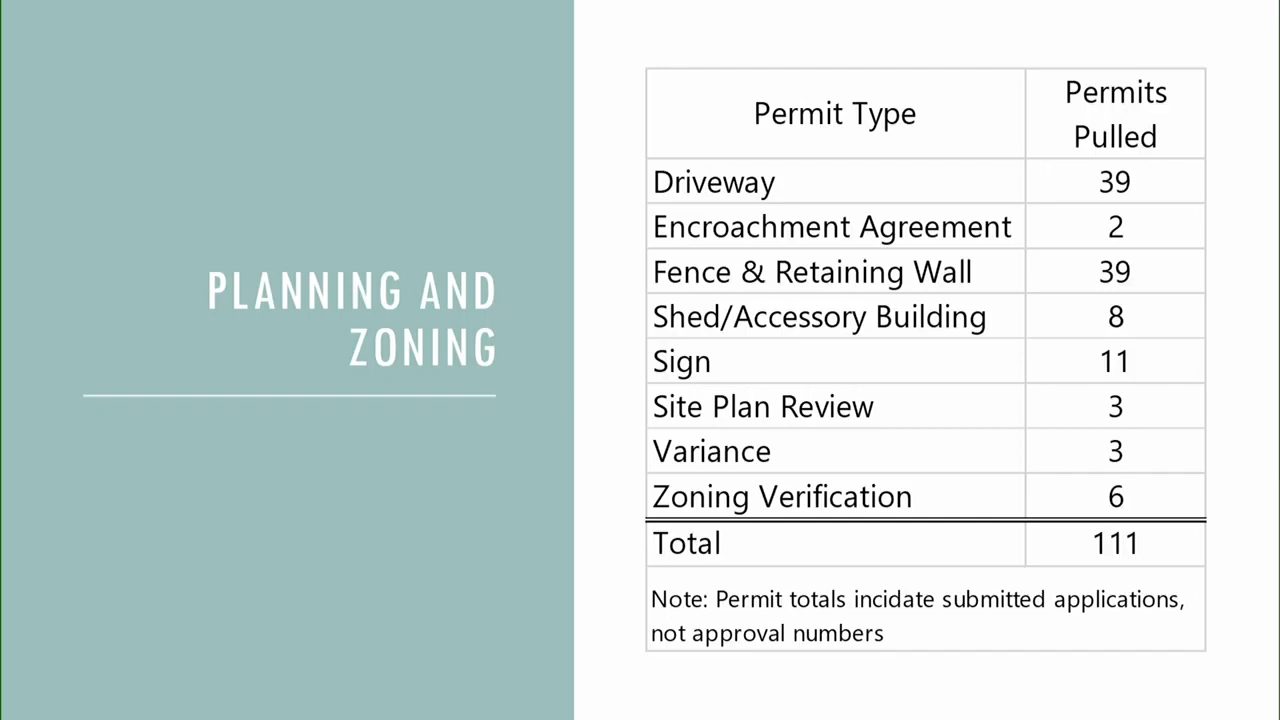 PLANNING AND
ZONING
Permit Type
Permits
Pulled
Driveway 39
Encroachment Agreement 2
Fence & Retaining Wall 39
Shed/Accessory Building 8
Sign 11
Site Plan Review 3
Variance 3
Zoning Verification 6
Total 111
Note: Permit totals incidate submitted applications,
not approval numbers